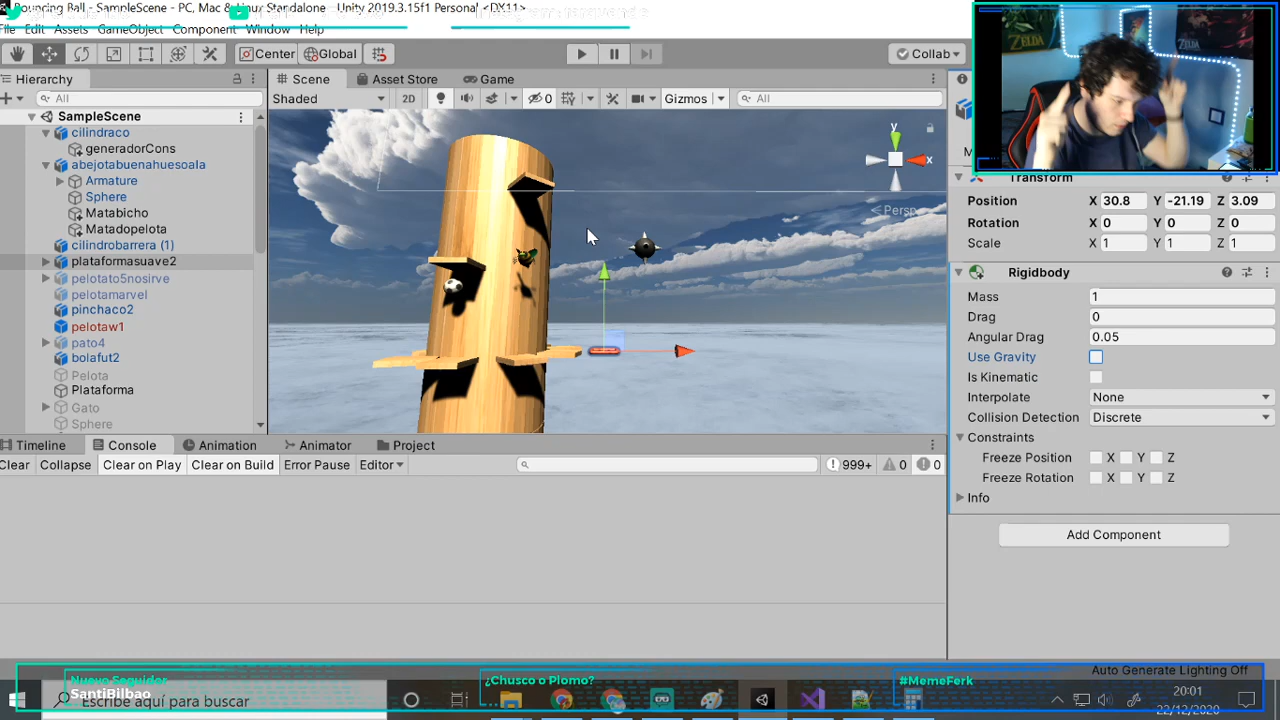 Bouncing Ball - SampleScene - PC, Mac & Linux Standalone - Unity 2019.3.15f1 Personal <DX11>
File Edit Assets GameObject Component Window Help
Center Global Collab
Hierarchy Scene Asset Store Game
All Shaded 2D 0 Gizmos All
SampleScene
cilindraco
generadorCons
abejotabuenahuesoala
Armature
Sphere
Matabicho
Matadopelota
cilindrobarrera (1)
plataformasuave2
pelotato5nosirve
pelotamarvel
pinchaco2
pelotaw1
pato4
bolafut2
Pelota
Plataforma
Gato
Sphere
y
x
Persp
ZELDA
ZELDA
Transform
Position X 30.8 Y -21.19 Z 3.09
Rotation X 0 Y 0 Z 0
Scale X 1 Y 1 Z 1
Rigidbody
Mass 1
Drag 0
Angular Drag 0.05
Use Gravity
Is Kinematic
Interpolate None
Collision Detection Discrete
Constraints
Freeze Position X Y Z
Freeze Rotation X Y Z
Info
Add Component
Timeline Console Animation Animator Project
Clear Collapse Clear on Play Clear on Build Error Pause Editor 999+ 0 0
Auto Generate Lighting Off
Nuevo Seguidor
SantiBilbao
¿Chusco o Plomo?
#MemeFerk
Escribe aquí para buscar
20:01
22/12/2020